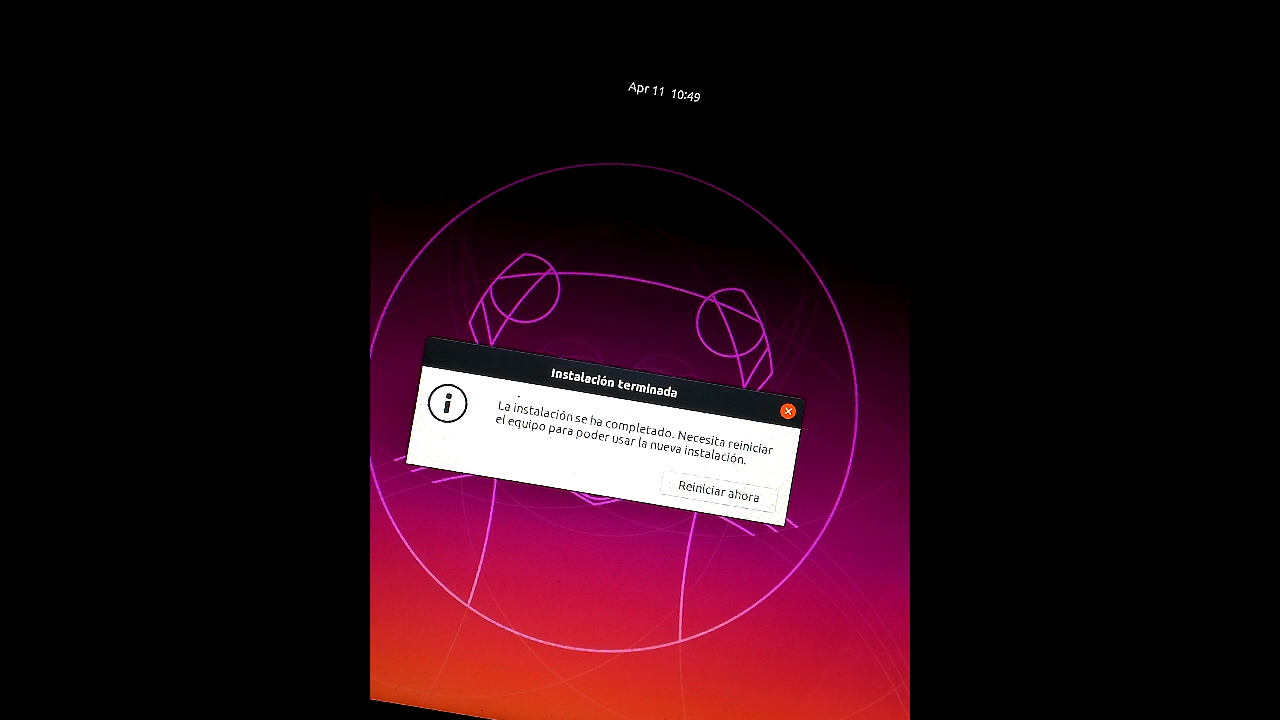 Apr 11 10:49
Instalación terminada
La instalación se ha completado. Necesita reiniciar
el equipo para poder usar la nueva instalación.
Reiniciar ahora